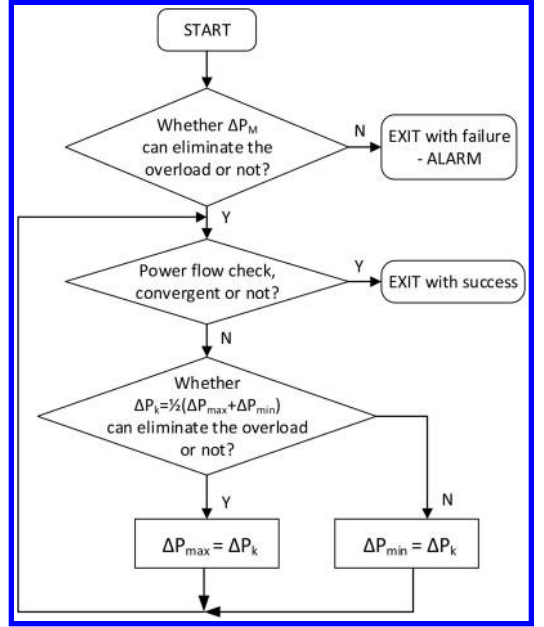 START
Whether ΔP_M
can eliminate the
overload or not?
N
EXIT with failure
- ALARM
Y
Power flow check,
convergent or not?
Y
EXIT with success
N
Whether
ΔP_k=½(ΔP_max+ΔP_min)
can eliminate the overload
or not?
Y
N
ΔP_max = ΔP_k
ΔP_min = ΔP_k